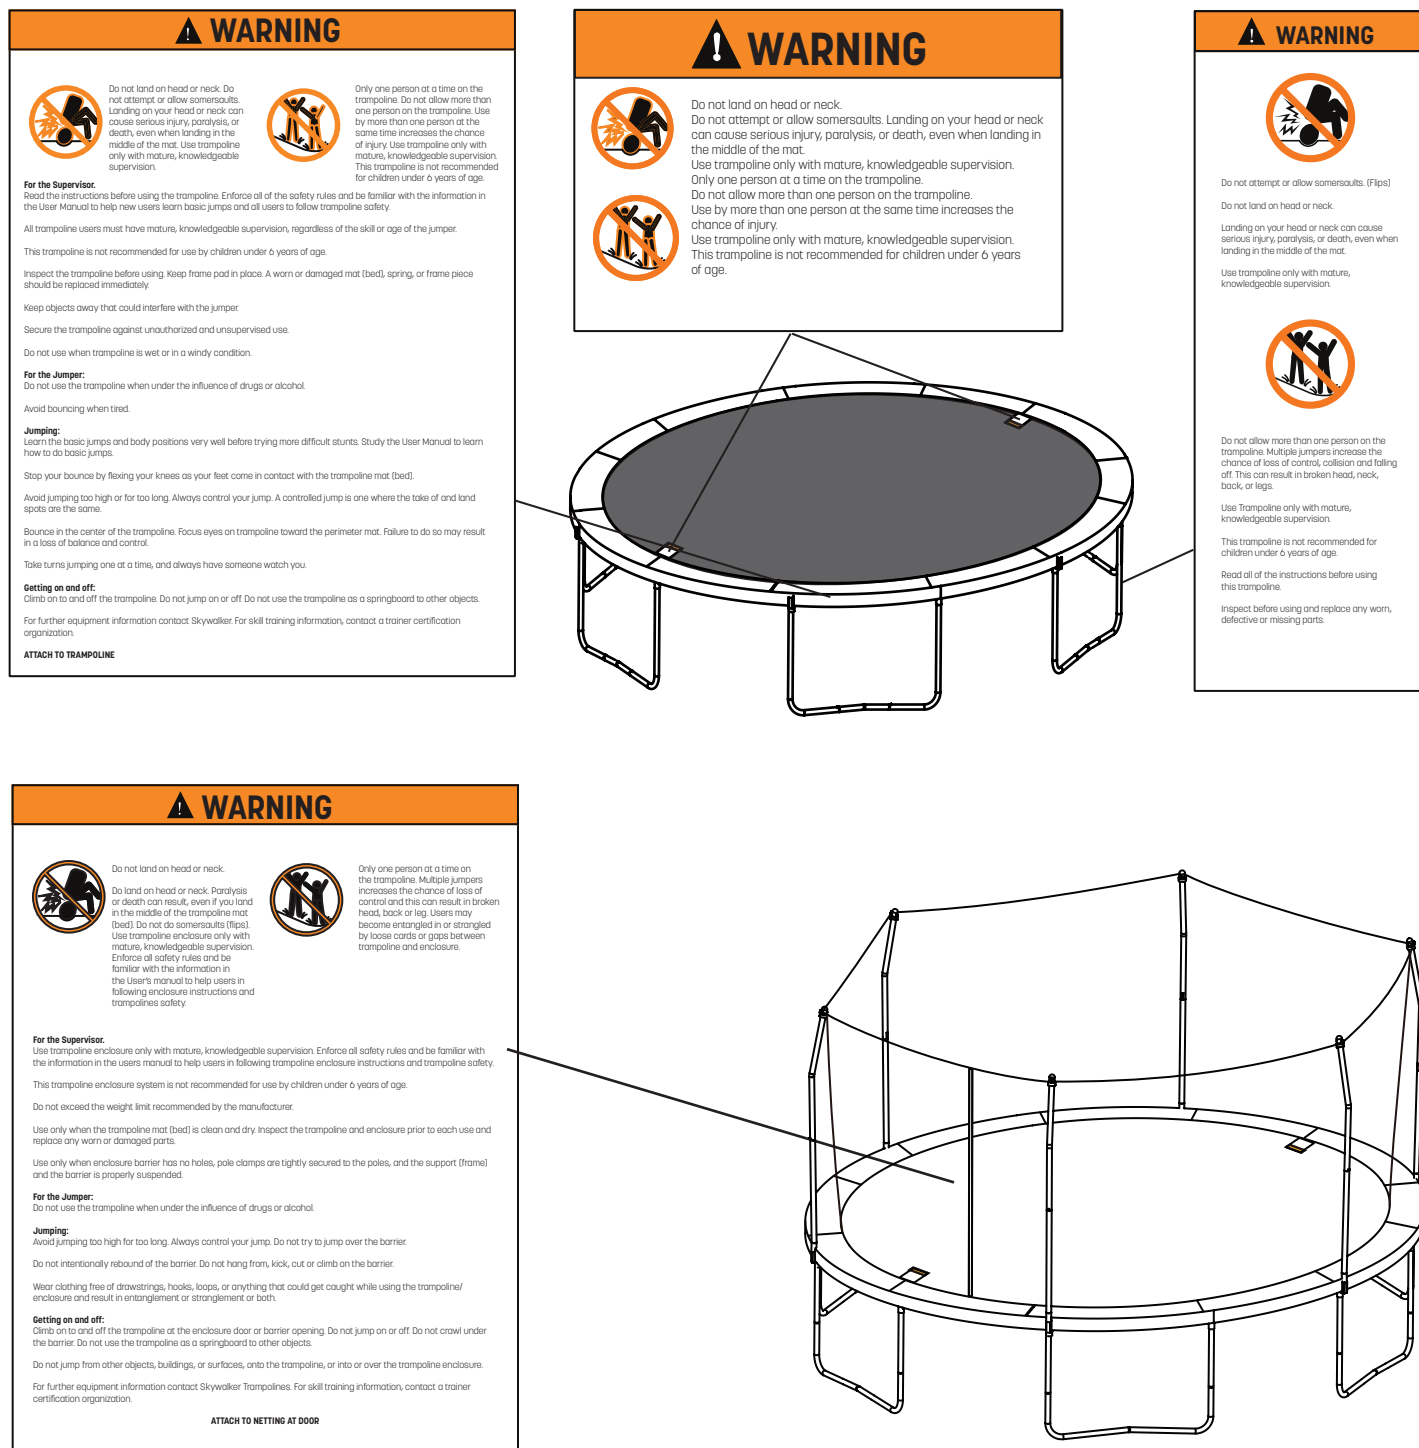 WARNING
Do not land on head or neck. Do
not attempt or allow somersaults.
Landing on your head or neck can
cause serious injury, paralysis, or
death, even when landing in the
middle of the mat. Use trampoline
only with mature, knowledgeable
supervision.
Only one person at a time on the
trampoline. Do not allow more than
one person on the trampoline. Use
by more than one person at the
same time increases the chance
of injury. Use trampoline only with
mature, knowledgeable supervision.
This trampoline is not recommended
for children under 6 years of age.
For the Supervisor.
Read the instructions before using the trampoline. Enforce all of the safety rules and be familiar with the information in
the User Manual to help new users learn basic jumps and all users to follow trampoline safety.
All trampoline users must have mature, knowledgeable supervision, regardless of the skill or age of the jumper.
This trampoline is not recommended for use by children under 6 years of age.
Inspect the trampoline before using. Keep frame pad in place. A worn or damaged mat (bed), spring, or frame piece
should be replaced immediately.
Keep objects away that could interfere with the jumper.
Secure the trampoline against unauthorized and unsupervised use.
Do not use when trampoline is wet or in a windy condition.
For the Jumper:
Do not use the trampoline when under the influence of drugs or alcohol.
Avoid bouncing when tired.
Jumping:
Learn the basic jumps and body positions very well before trying more difficult stunts. Study the User Manual to learn
how to do basic jumps.
Stop your bounce by flexing your knees as your feet come in contact with the trampoline mat (bed).
Avoid jumping too high or for too long. Always control your jump. A controlled jump is one where the take of and land
spots are the same.
Bounce in the center of the trampoline. Focus eyes on trampoline toward the perimeter mat. Failure to do so may result
in a loss of balance and control.
Take turns jumping one at a time, and always have someone watch you.
Getting on and off:
Climb on to and off the trampoline. Do not jump on or off. Do not use the trampoline as a springboard to other objects.
For further equipment information contact Skywalker. For skill training information, contact a trainer certification
organization.
ATTACH TO TRAMPOLINE
WARNING
Do not land on head or neck.
Do not attempt or allow somersaults. Landing on your head or neck
can cause serious injury, paralysis, or death, even when landing in
the middle of the mat.
Use trampoline only with mature, knowledgeable supervision.
Only one person at a time on the trampoline.
Do not allow more than one person on the trampoline.
Use by more than one person at the same time increases the
chance of injury.
Use trampoline only with mature, knowledgeable supervision.
This trampoline is not recommended for children under 6 years
of age.
WARNING
Do not attempt or allow somersaults. (Flips)
Do not land on head or neck.
Landing on your head or neck can cause
serious injury, paralysis, or death, even when
landing in the middle of the mat.
Use trampoline only with mature,
knowledgeable supervision.
Do not allow more than one person on the
trampoline. Multiple jumpers increase the
chance of loss of control, collision and falling
off. This can result in broken head, neck,
back, or legs.
Use Trampoline only with mature,
knowledgeable supervision.
This trampoline is not recommended for
children under 6 years of age.
Read all of the instructions before using
this trampoline.
Inspect before using and replace any worn,
defective or missing parts.
WARNING
Do not land on head or neck.
Do land on head or neck. Paralysis
or death can result, even if you land
in the middle of the trampoline mat
(bed). Do not do somersaults (flips).
Use trampoline enclosure only with
mature, knowledgeable supervision.
Enforce all safety rules and be
familiar with the information in
the User's manual to help users in
following enclosure instructions and
trampolines safety.
Only one person at a time on
the trampoline. Multiple jumpers
increases the chance of loss of
control and this can result in broken
head, back or leg. Users may
become entangled in or strangled
by loose cards or gaps between
trampoline and enclosure.
For the Supervisor.
Use trampoline enclosure only with mature, knowledgeable supervision. Enforce all safety rules and be familiar with
the information in the users manual to help users in following trampoline enclosure instructions and trampoline safety.
This trampoline enclosure system is not recommended for use by children under 6 years of age.
Do not exceed the weight limit recommended by the manufacturer.
Use only when the trampoline mat (bed) is clean and dry. Inspect the trampoline and enclosure prior to each use and
replace any worn or damaged parts.
Use only when enclosure barrier has no holes, pole clamps are tightly secured to the poles, and the support (frame)
and the barrier is properly suspended.
For the Jumper:
Do not use the trampoline when under the influence of drugs or alcohol.
Jumping:
Avoid jumping too high for too long. Always control your jump. Do not try to jump over the barrier.
Do not intentionally rebound of the barrier. Do not hang from, kick, cut or climb on the barrier.
Wear clothing free of drawstrings, hooks, loops, or anything that could get caught while using the trampoline/
enclosure and result in entanglement or stranglement or both.
Getting on and off:
Climb on to and off the trampoline at the enclosure door or barrier opening. Do not jump on or off. Do not crawl under
the barrier. Do not use the trampoline as a springboard to other objects.
Do not jump from other objects, buildings, or surfaces, onto the trampoline, or into or over the trampoline enclosure.
For further equipment information contact Skywalker Trampolines. For skill training information, contact a trainer
certification organization.
ATTACH TO NETTING AT DOOR